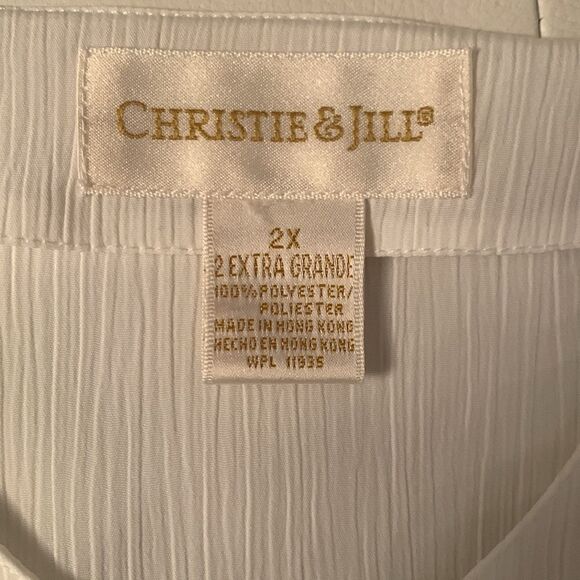 CHRISTIE & JILL®
2X
2 EXTRA GRANDE
100% POLYESTER/
POLIESTER
MADE IN HONG KONG
HECHO EN HONG KONG
WPL 11935